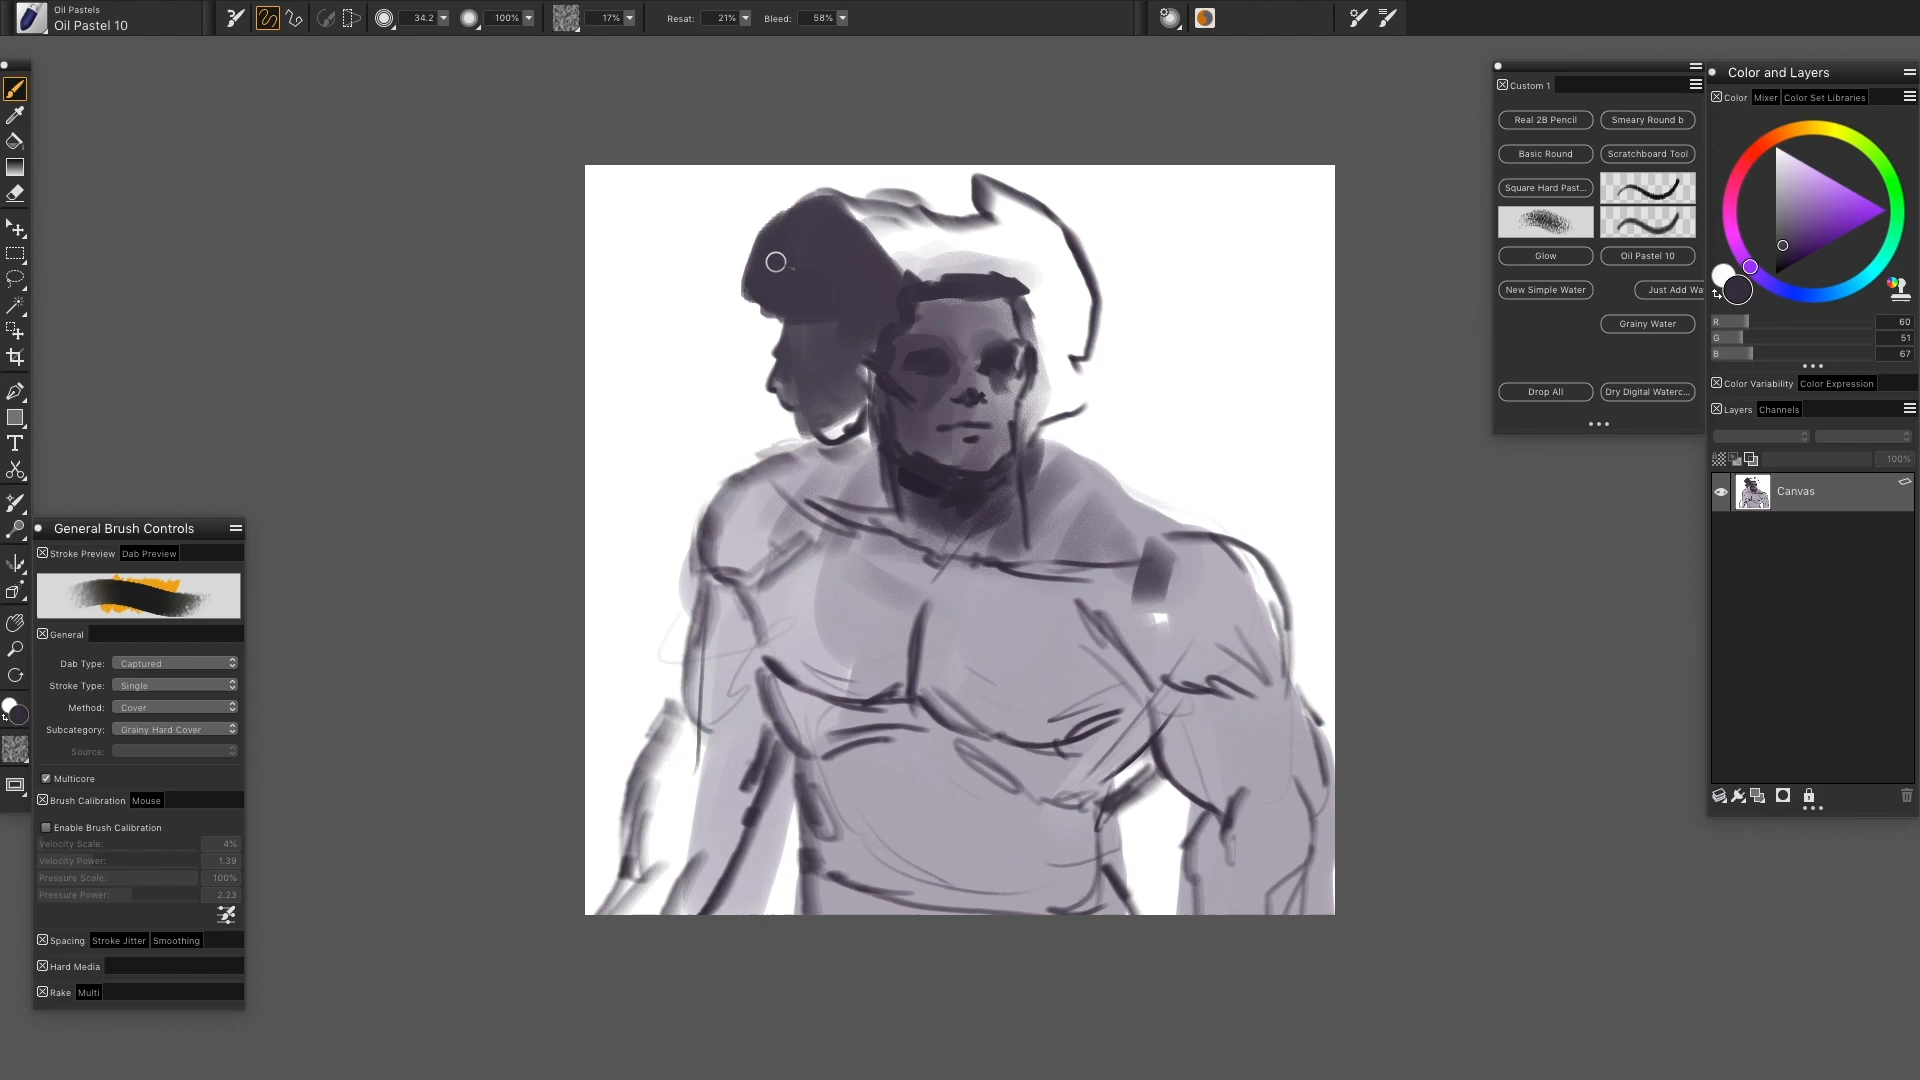 Oil Pastels
Oil Pastel 10
34.2
100%
17%
Resat: 21%
Bleed: 58%
Custom 1
Real 2B Pencil
Smeary Round b
Basic Round
Scratchboard Tool
Square Hard Past...
Glow
Oil Pastel 10
New Simple Water
Just Add Wa
Grainy Water
Drop All
Dry Digital Waterc...
Color and Layers
Color Mixer Color Set Libraries
R 60
G 51
B 67
Color Variability Color Expression
Layers Channels
100%
Canvas
General Brush Controls
Stroke Preview Dab Preview
General
Dab Type: Captured
Stroke Type: Single
Method: Cover
Subcategory: Grainy Hard Cover
Source:
Multicore
Brush Calibration Mouse
Enable Brush Calibration
Velocity Scale: 4%
Velocity Power: 1.39
Pressure Scale: 100%
Pressure Power: 2.23
Spacing Stroke Jitter Smoothing
Hard Media
Rake Multi